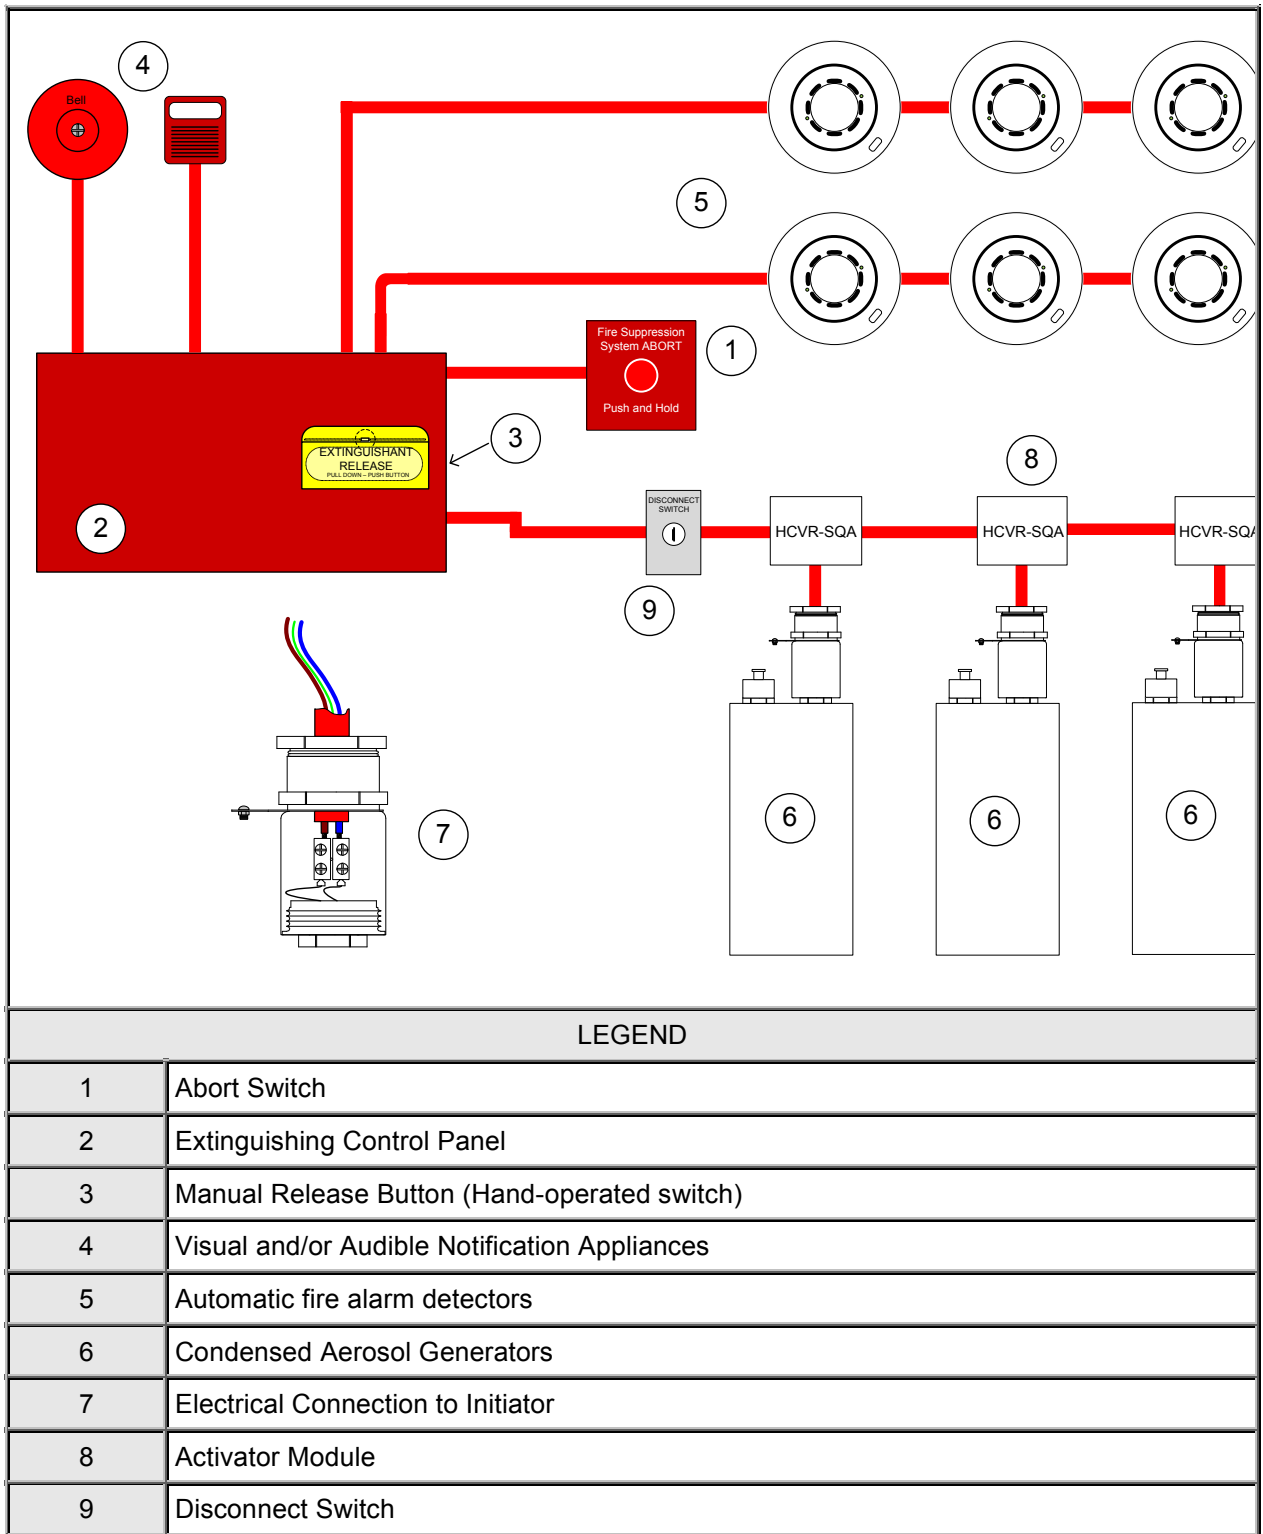 4
Bell
5
Fire Suppression
System ABORT
Push and Hold
1
3
EXTINGUISHANT
RELEASE
PULL DOWN – PUSH BUTTON
2
8
DISCONNECT
SWITCH
HCVR-SQA
HCVR-SQA
HCVR-SQA
9
7
6
6
6
LEGEND
1 Abort Switch
2 Extinguishing Control Panel
3 Manual Release Button (Hand-operated switch)
4 Visual and/or Audible Notification Appliances
5 Automatic fire alarm detectors
6 Condensed Aerosol Generators
7 Electrical Connection to Initiator
8 Activator Module
9 Disconnect Switch